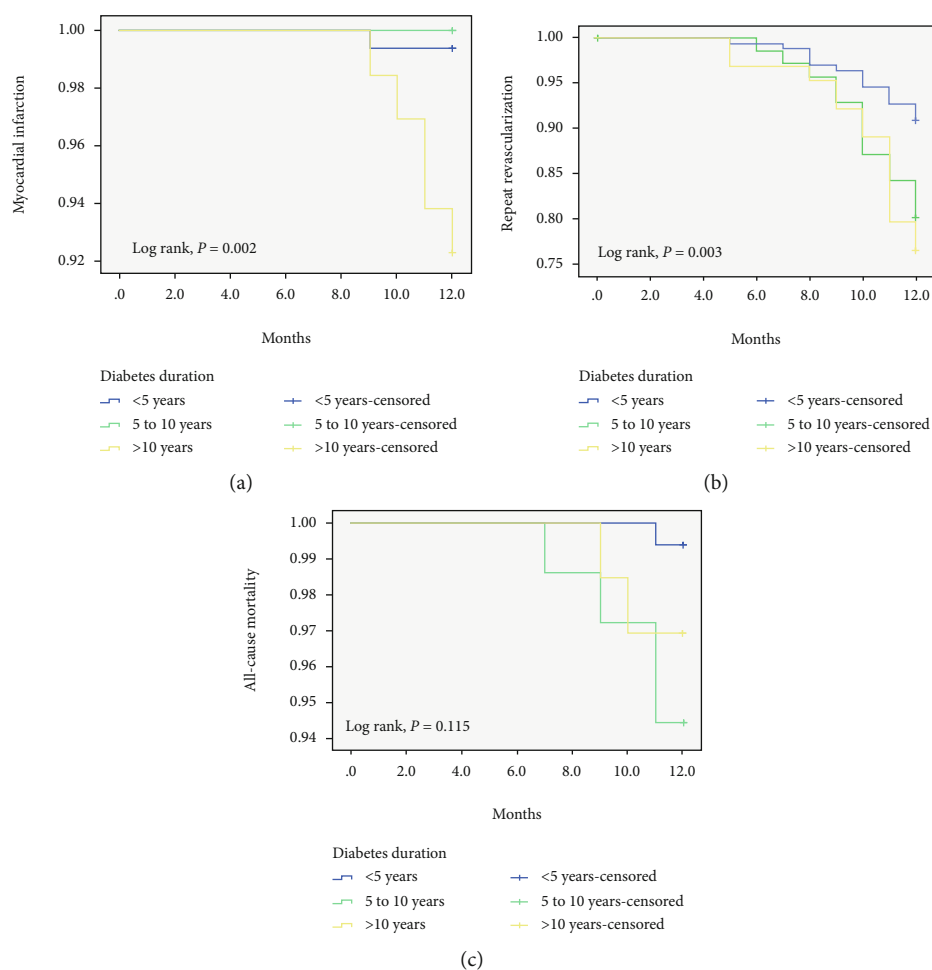 1.00
0.98
0.96
0.94
0.92
Myocardial infarction
Log rank, P = 0.002
.0 2.0 4.0 6.0 8.0 10.0 12.0
Months
Diabetes duration
<5 years <5 years-censored
5 to 10 years 5 to 10 years-censored
>10 years >10 years-censored
(a)
1.00
0.95
0.90
0.85
0.80
0.75
Repeat revascularization
Log rank, P = 0.003
.0 2.0 4.0 6.0 8.0 10.0 12.0
Months
Diabetes duration
<5 years <5 years-censored
5 to 10 years 5 to 10 years-censored
>10 years >10 years-censored
(b)
1.00
0.99
0.98
0.97
0.96
0.95
0.94
All-cause mortality
Log rank, P = 0.115
.0 2.0 4.0 6.0 8.0 10.0 12.0
Months
Diabetes duration
<5 years <5 years-censored
5 to 10 years 5 to 10 years-censored
>10 years >10 years-censored
(c)